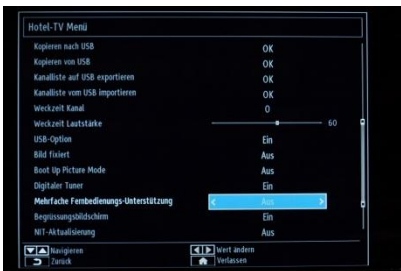 Hotel-TV Menü
Kopieren nach USB OK
Kopieren von USB OK
Kanalliste auf USB exportieren OK
Kanalliste vom USB importieren OK
Weckzeit Kanal 0
Weckzeit Lautstärke 60
USB-Option Ein
Bild fixiert Aus
Boot Up Picture Mode Aus
Digitaler Tuner Ein
Mehrfache Fernbedienungs-Unterstützung Aus
Begrüssungsbildschirm Ein
NIT-Aktualisierung Aus
Navigieren Wert ändern
Zurück Verlassen